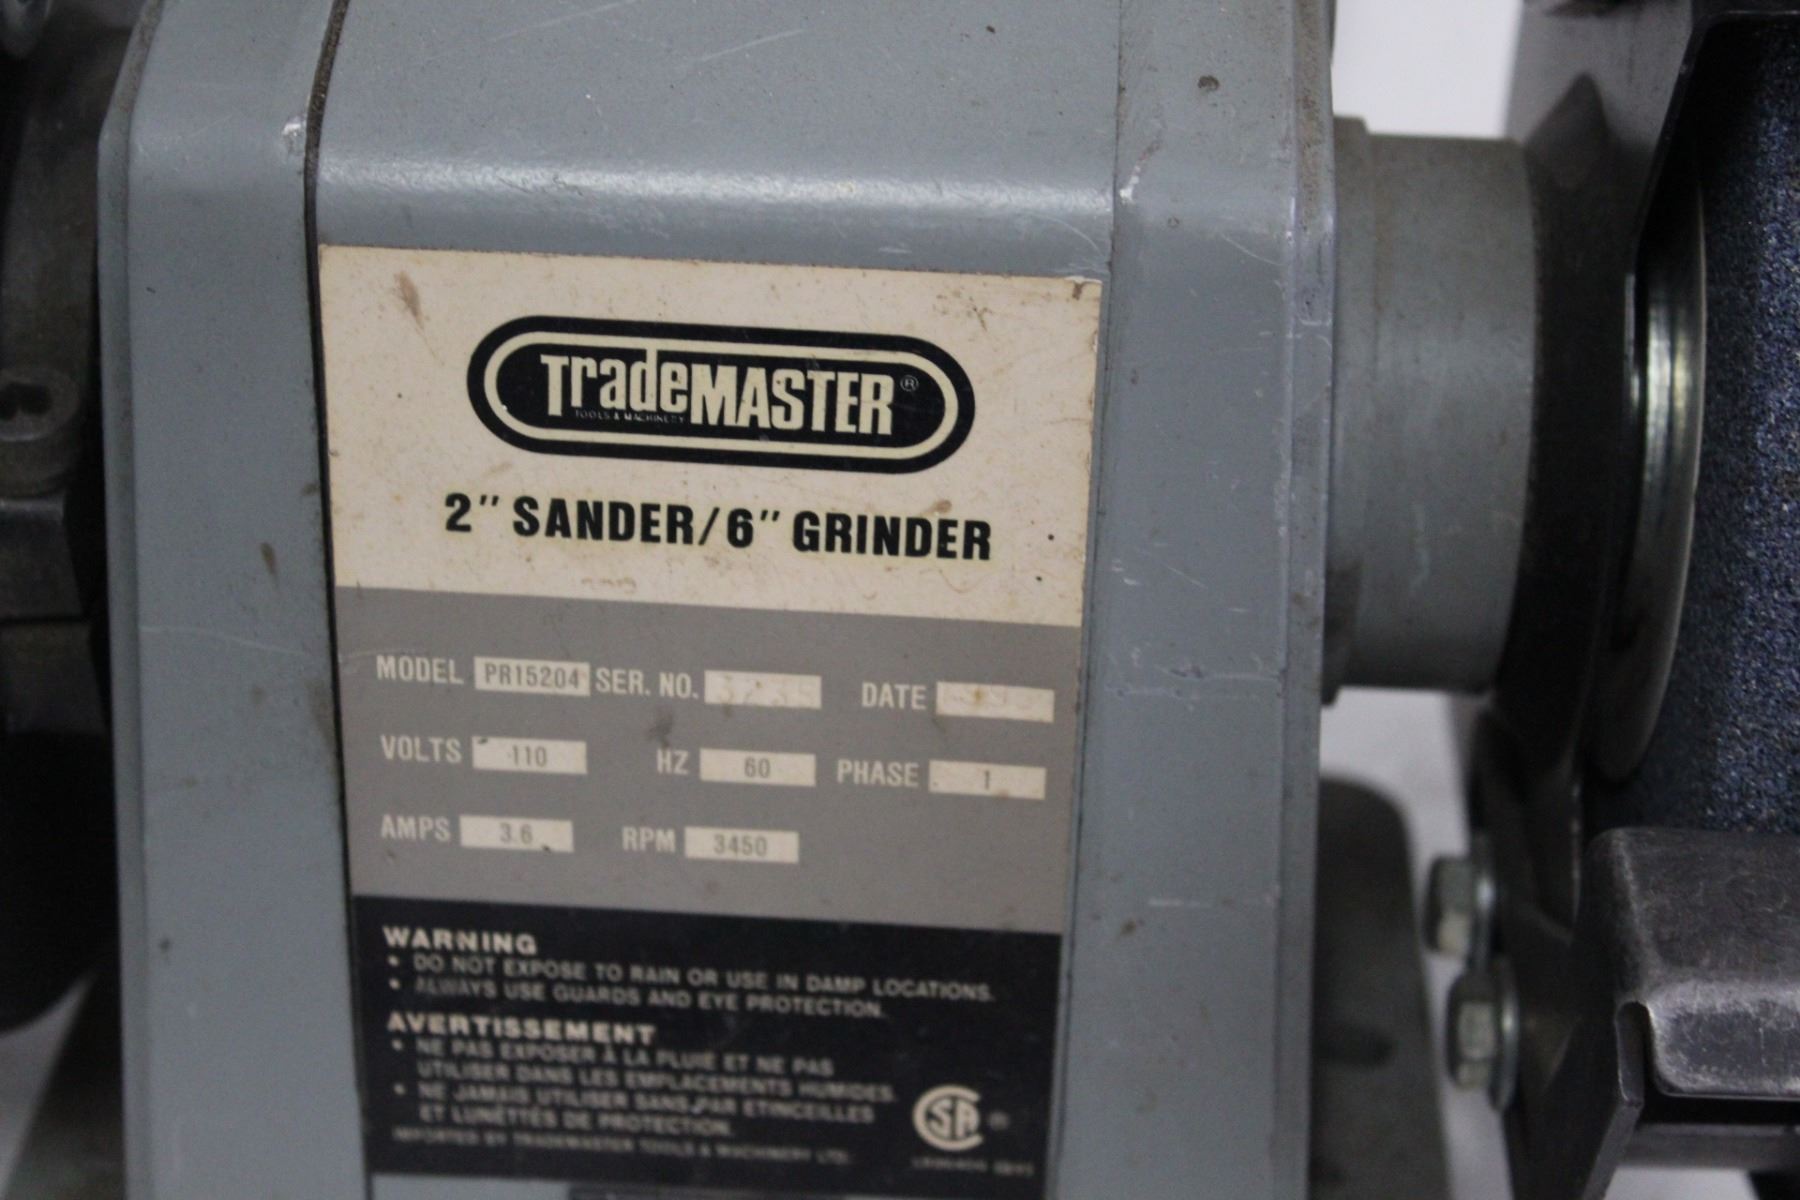 TradeMASTER®
TOOLS & MACHINERY
2" SANDER/6" GRINDER
MODEL PR15204 SER. NO. DATE
VOLTS 110 HZ 60 PHASE 1
AMPS 3.6 RPM 3450
WARNING
• DO NOT EXPOSE TO RAIN OR USE IN DAMP LOCATIONS.
• ALWAYS USE GUARDS AND EYE PROTECTION.
AVERTISSEMENT
• NE PAS EXPOSER À LA PLUIE ET NE PAS
UTILISER DANS LES EMPLACEMENTS HUMIDES.
• NE JAMAIS UTILISER SANS PAR ETINCEILLES
ET LUNETTES DE PROTECTION.
IMPORTED BY TRADEMASTER TOOLS & MACHINERY LTD.
CSA ®